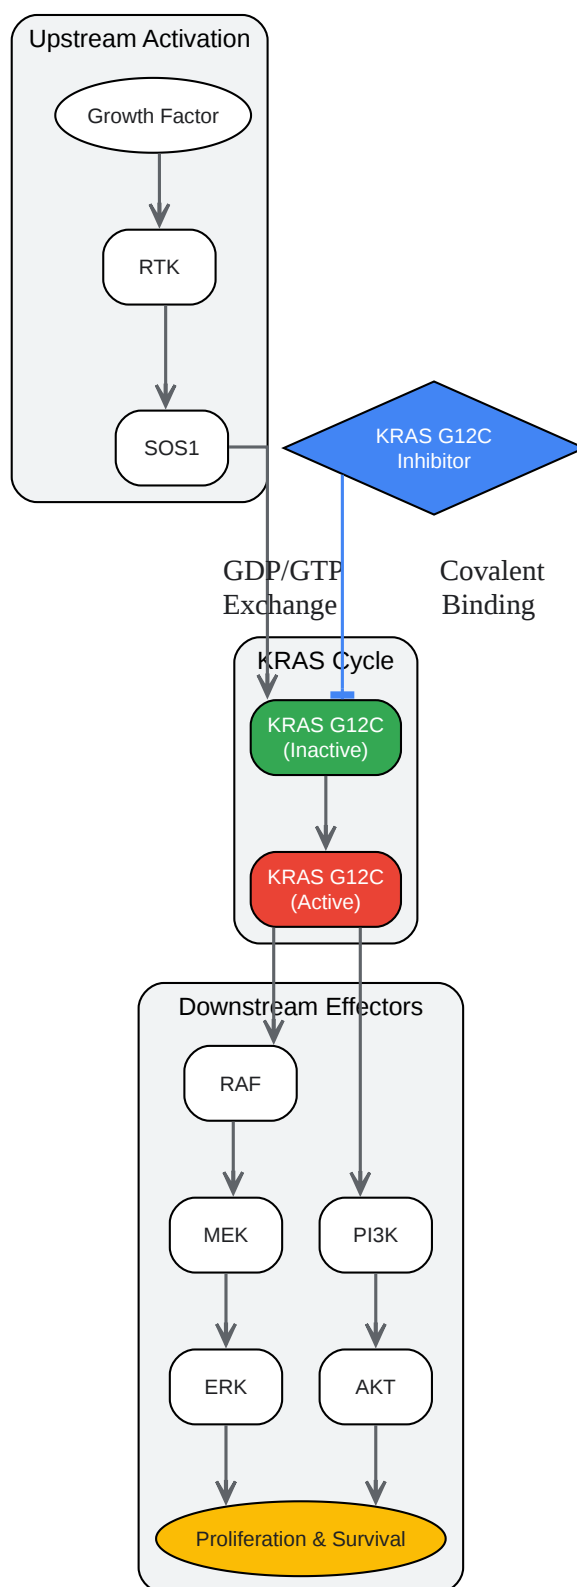 Upstream Activation
Growth Factor
RTK
SOS1
KRAS G12C
Inhibitor
GDP/GTP
Exchange
Covalent
Binding
KRAS Cycle
KRAS G12C
(Inactive)
KRAS G12C
(Active)
Downstream Effectors
RAF
MEK
PI3K
ERK
AKT
Proliferation & Survival